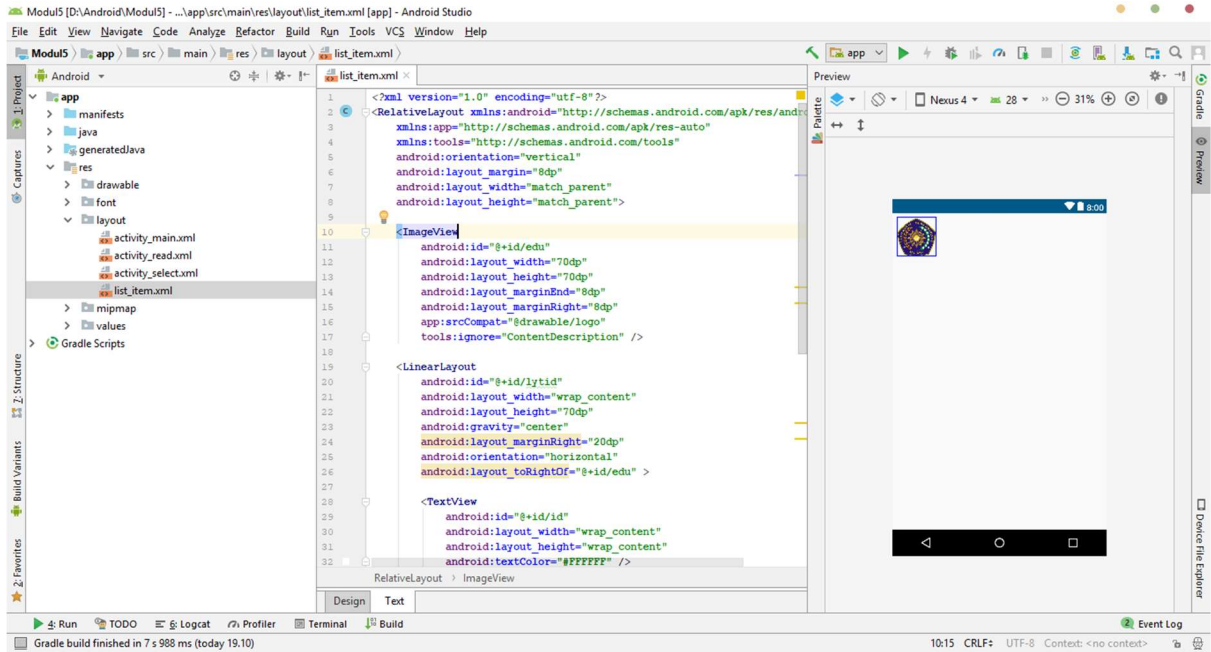 Modul5 [D:\Android\Modul5] - ...\app\src\main\res\layout\list_item.xml [app] - Android Studio
File Edit View Navigate Code Analyze Refactor Build Run Tools VCS Window Help
Modul5 app src main res layout list_item.xml
app
1: Project
Captures
Z: Structure
Build Variants
2: Favorites
Android
app
manifests
java
generatedJava
res
drawable
font
layout
activity_main.xml
activity_read.xml
activity_select.xml
list_item.xml
mipmap
values
Gradle Scripts
list_item.xml
1 <?xml version="1.0" encoding="utf-8"?>
2 <RelativeLayout xmlns:android="http://schemas.android.com/apk/res/andro
3 xmlns:app="http://schemas.android.com/apk/res-auto"
4 xmlns:tools="http://schemas.android.com/tools"
5 android:orientation="vertical"
6 android:layout_margin="8dp"
7 android:layout_width="match_parent"
8 android:layout_height="match_parent">
9
10 <ImageView
11 android:id="@+id/edu"
12 android:layout_width="70dp"
13 android:layout_height="70dp"
14 android:layout_marginEnd="8dp"
15 android:layout_marginRight="8dp"
16 app:srcCompat="@drawable/logo"
17 tools:ignore="ContentDescription" />
18
19 <LinearLayout
20 android:id="@+id/lytid"
21 android:layout_width="wrap_content"
22 android:layout_height="70dp"
23 android:gravity="center"
24 android:layout_marginRight="20dp"
25 android:orientation="horizontal"
26 android:layout_toRightOf="@+id/edu" >
27
28 <TextView
29 android:id="@+id/id"
30 android:layout_width="wrap_content"
31 android:layout_height="wrap_content"
32 android:textColor="#FFFFFF" />
RelativeLayout ImageView
Design Text
Preview
Palette
Nexus 4 28 31%
8:00
Gradle
Preview
Device File Explorer
4: Run TODO 6: Logcat Profiler Terminal Build 2 Event Log
Gradle build finished in 7 s 988 ms (today 19.10) 10:15 CRLF UTF-8 Context: <no context>